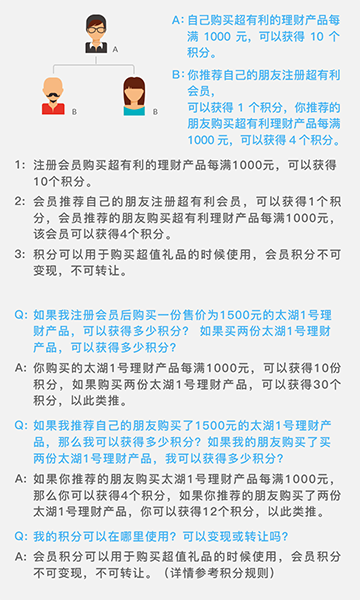 A
B
B
A：自己购买超有利的理财产品每
满 1000 元，可以获得 10 个
积分。
B：你推荐自己的朋友注册超有利
会员，
可以获得 1 个积分，你推荐的
朋友购买超有利理财产品每满
1000 元，可以获得 4 个积分。
1：注册会员购买超有利的理财产品每满1000元，可以获得
10个积分。
2：会员推荐自己的朋友注册超有利会员，可以获得1个积
分，会员推荐的朋友购买超有利理财产品每满1000元，
该会员可以获得4个积分。
3：积分可以用于购买超值礼品的时候使用，会员积分不可
变现，不可转让。
Q：如果我注册会员后购买一份售价为1500元的太湖1号理
财产品，可以获得多少积分？ 如果买两份太湖1号理财
产品，可以获得多少积分？
A：你购买的太湖1号理财产品每满1000元，可以获得10份
积分，如果购买两份太湖1号理财产品，可以获得30个
积分，以此类推。
Q：如果我推荐自己的朋友购买了1500元的太湖1号理财产
品，那么我可以获得多少积分？如果我的朋友购买了买
两份太湖1号理财产品，我可以获得多少积分？
A：如果你推荐的朋友购买太湖1号理财产品每满1000元，
那么你可以获得4个积分，如果你推荐的朋友购买了两份
太湖1号理财产品，你可以获得12个积分，以此类推。
Q：我的积分可以在哪里使用？可以变现或转让吗？
A：会员积分可以用于购买超值礼品的时候使用，会员积分
不可变现，不可转让。（详情参考积分规则）